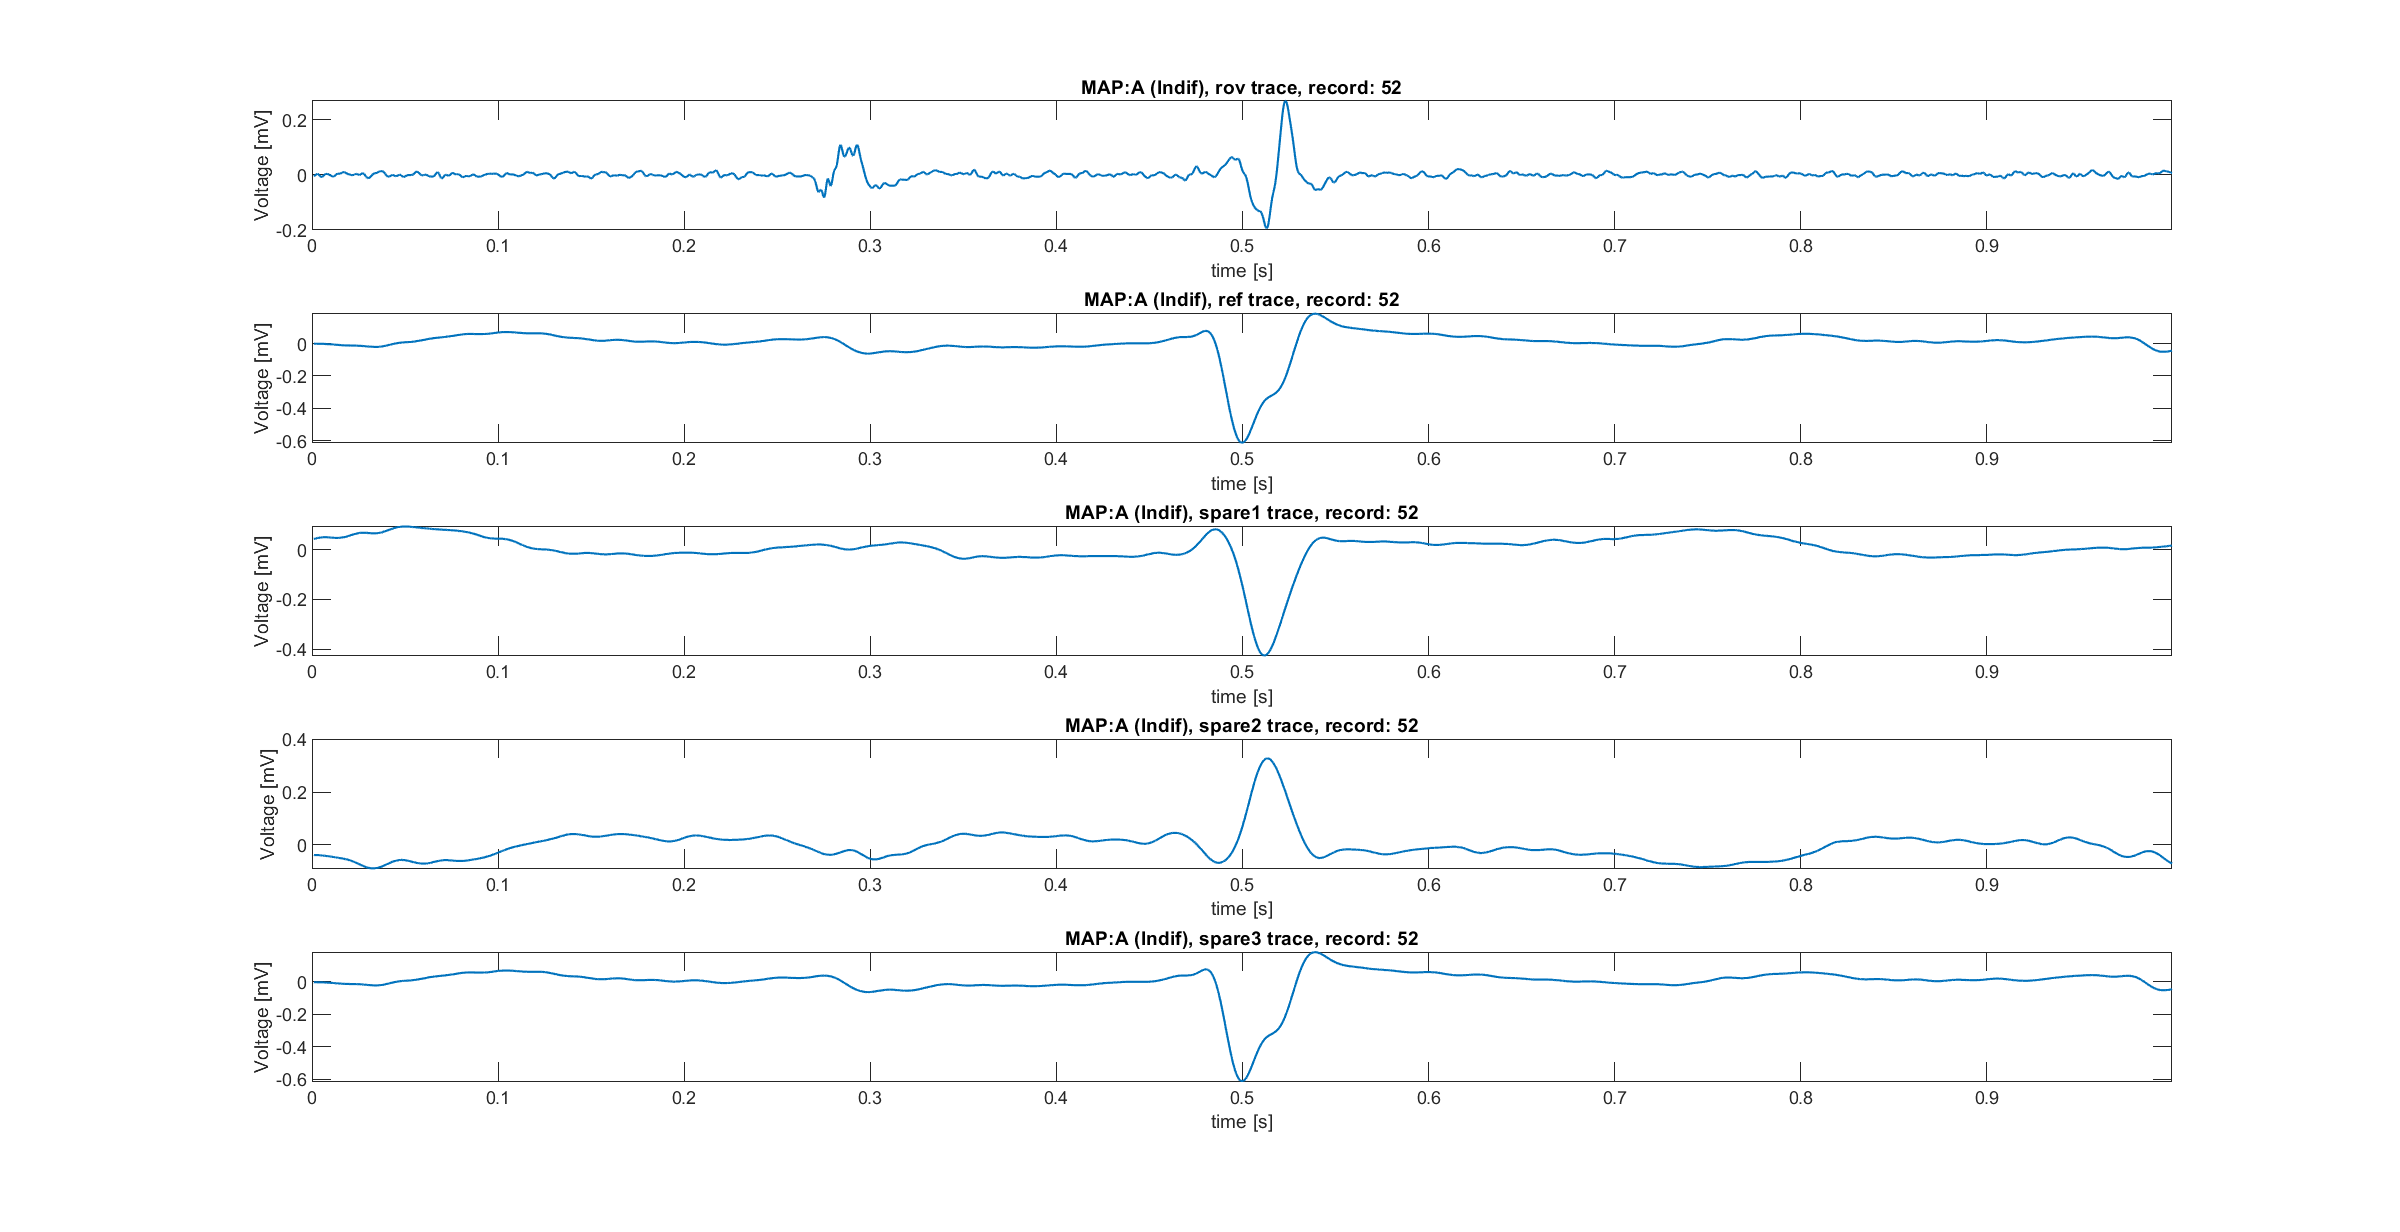 MAP:A (Indif), rov trace, record: 52
Voltage [mV]
0.2
0
-0.2
0 0.1 0.2 0.3 0.4 0.5 0.6 0.7 0.8 0.9
time [s]
MAP:A (Indif), ref trace, record: 52
Voltage [mV]
0
-0.2
-0.4
-0.6
0 0.1 0.2 0.3 0.4 0.5 0.6 0.7 0.8 0.9
time [s]
MAP:A (Indif), spare1 trace, record: 52
Voltage [mV]
0
-0.2
-0.4
0 0.1 0.2 0.3 0.4 0.5 0.6 0.7 0.8 0.9
time [s]
MAP:A (Indif), spare2 trace, record: 52
Voltage [mV]
0.4
0.2
0
0 0.1 0.2 0.3 0.4 0.5 0.6 0.7 0.8 0.9
time [s]
MAP:A (Indif), spare3 trace, record: 52
Voltage [mV]
0
-0.2
-0.4
-0.6
0 0.1 0.2 0.3 0.4 0.5 0.6 0.7 0.8 0.9
time [s]